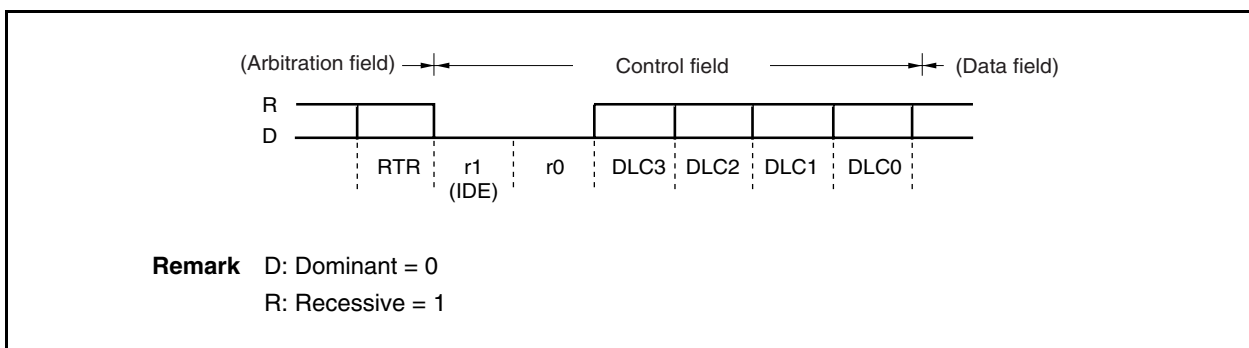 (Arbitration field) Control field (Data field)
R
D
RTR r1 r0 DLC3 DLC2 DLC1 DLC0
(IDE)
Remark D: Dominant = 0
R: Recessive = 1